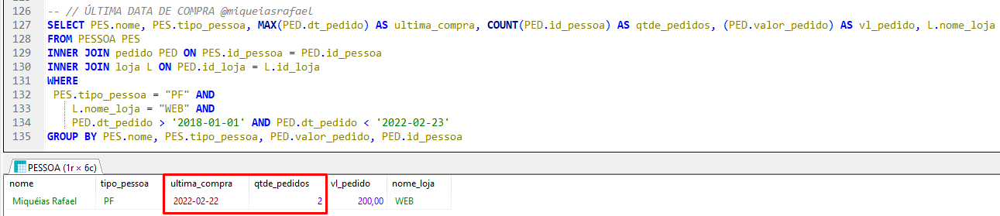 126 -- // ÚLTIMA DATA DE COMPRA @miqueiasrafael
127 SELECT PES.nome, PES.tipo_pessoa, MAX(PED.dt_pedido) AS ultima_compra, COUNT(PED.id_pessoa) AS qtde_pedidos, (PED.valor_pedido) AS vl_pedido, L.nome_loja
128 FROM PESSOA PES
129 INNER JOIN pedido PED ON PES.id_pessoa = PED.id_pessoa
130 INNER JOIN loja L ON PED.id_loja = L.id_loja
131 WHERE
132 PES.tipo_pessoa = "PF" AND
133 L.nome_loja = "WEB" AND
134 PED.dt_pedido > '2018-01-01' AND PED.dt_pedido < '2022-02-23'
135 GROUP BY PES.nome, PES.tipo_pessoa, PED.valor_pedido, PED.id_pessoa
PESSOA (1r × 6c)
nome tipo_pessoa ultima_compra qtde_pedidos vl_pedido nome_loja
Miquéias Rafael PF 2022-02-22 2 200,00 WEB